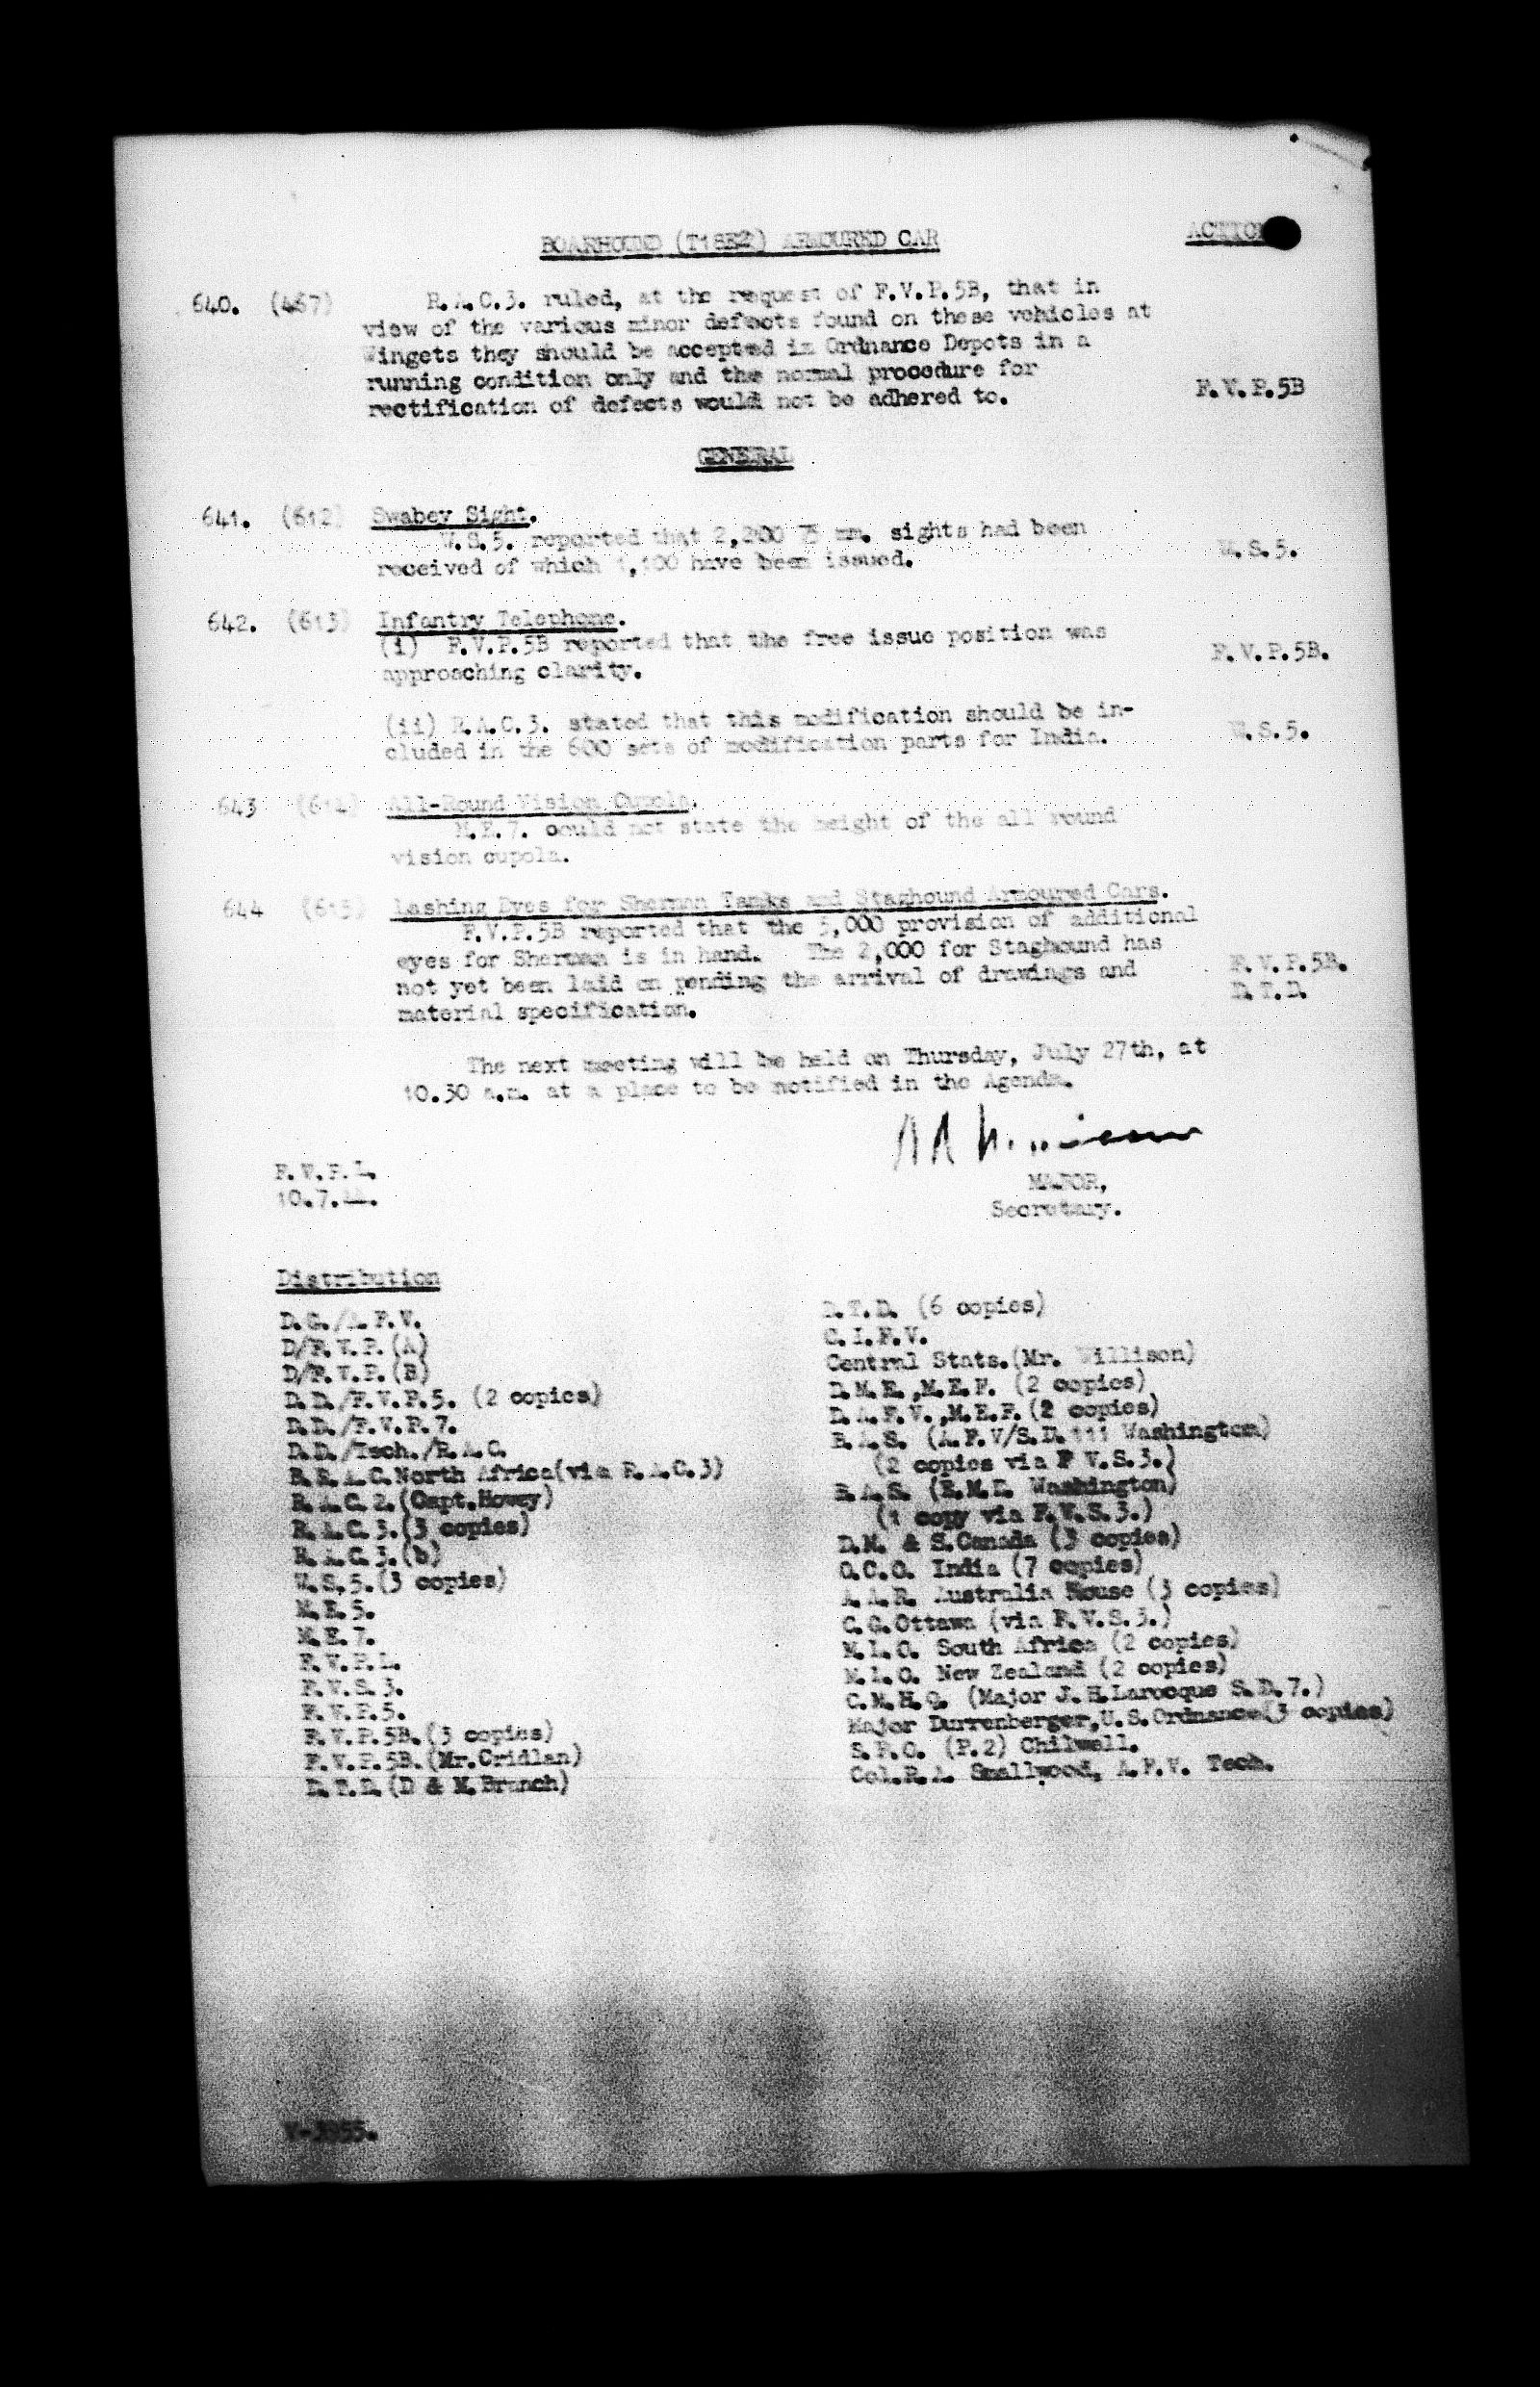 BOARHOUND (T18E2) ARMOURED CAR
ACTION
640. (467) R.A.C.3. ruled, at the request of F.V.P.5B, that in
view of the various minor defects found on these vehicles at
Wingets they should be accepted in Ordnance Depots in a
running condition only and the normal procedure for
rectification of defects would not be adhered to.
F.V.P.5B
GENERAL
641. (612) Swabey Sight.
W.S.5. reported that 2,200 75 mm. sights had been
received of which 1,100 have been issued.
W.S.5.
642. (613) Infantry Telephone.
(i) F.V.P.5B reported that the free issue position was
approaching clarity.
F.V.P.5B.
(ii) R.A.C.3. stated that this modification should be in-
cluded in the 600 sets of modification parts for India.
W.S.5.
643 (614) All-Round Vision Cupola.
M.E.7. could not state the height of the all round
vision cupola.
644 (615) Lashing Eyes for Sherman Tanks and Staghound Armoured Cars.
F.V.P.5B reported that the 5,000 provision of additional
eyes for Sherman is in hand. The 2,000 for Staghound has
not yet been laid on pending the arrival of drawings and
material specification.
F.V.P.5B.
D.T.D.
The next meeting will be held on Thursday, July 27th, at
10.30 a.m. at a place to be notified in the Agenda.
MAJOR,
Secretary.
F.V.P.L.
10.7.44.
Distribution
D.G./A.F.V.
D/F.V.P.(A)
D/F.V.P.(B)
D.D./F.V.P.5. (2 copies)
D.D./F.V.P.7.
D.D./Tech./R.A.C.
B.R.A.C.North Africa(via R.A.C.3)
R.A.C.2.(Capt.Howey)
R.A.C.3.(3 copies)
R.A.C.3.(b)
W.S.5.(3 copies)
M.E.5.
M.E.7.
F.V.P.L.
F.V.S.3.
F.V.P.5.
F.V.P.5B.(3 copies)
F.V.P.5B.(Mr.Cridlan)
D.T.D.(D & M.Branch)
D.T.D. (6 copies)
C.I.F.V.
Central Stats.(Mr. Willison)
D.M.E.,M.E.F. (2 copies)
D.A.F.V.,M.E.F.(2 copies)
B.A.S. (A.F.V/S.D.111 Washington)
(2 copies via F V.S.3.)
B.A.S. (E.M.E. Washington)
(1 copy via F.V.S.3.)
D.M. & S.Canada (3 copies)
O.C.O. India (7 copies)
A.A.R. Australia House (3 copies)
C.G.Ottawa (via F.V.S.3.)
M.L.O. South Africa (2 copies)
M.L.O. New Zealand (2 copies)
C.M.H.Q. (Major J.H.Larocque S.D.7.)
Major Durrenberger,U.S.Ordnance(3 copies)
S.P.O. (P.2) Chilwell.
Col.R.A. Smallwood, A.F.V. Tech.